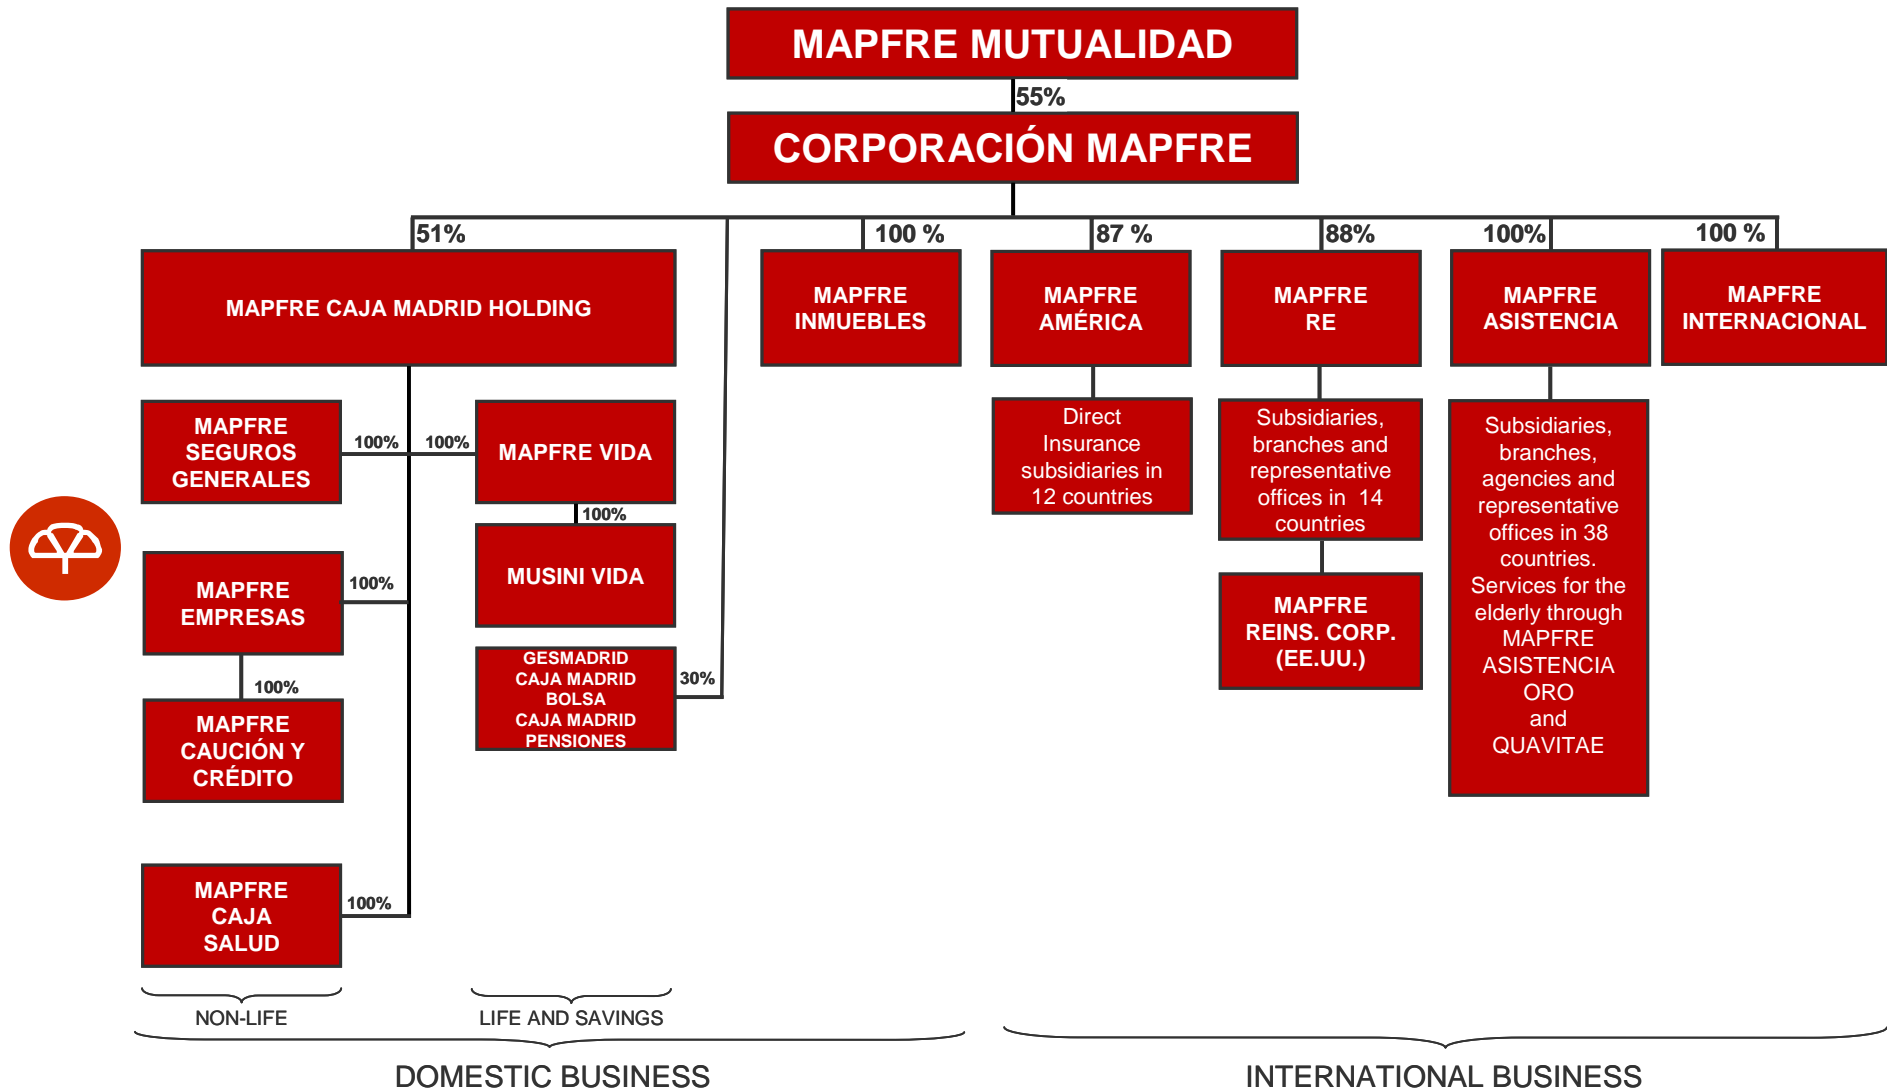 MAPFRE MUTUALIDAD
55%
CORPORACIÓN MAPFRE
51%
100 %
87 %
88%
100%
100 %
MAPFRE CAJA MADRID HOLDING
MAPFRE
INMUEBLES
MAPFRE
AMÉRICA
MAPFRE
RE
MAPFRE
ASISTENCIA
MAPFRE
INTERNACIONAL
MAPFRE
SEGUROS
GENERALES
100%
100%
MAPFRE VIDA
100%
MUSINI VIDA
MAPFRE
EMPRESAS
100%
100%
MAPFRE
CAUCIÓN Y
CRÉDITO
GESMADRID
CAJA MADRID
BOLSA
CAJA MADRID
PENSIONES
30%
MAPFRE
CAJA
SALUD
100%
Direct
Insurance
subsidiaries in
12 countries
Subsidiaries,
branches and
representative
offices in  14
countries
MAPFRE
REINS. CORP.
(EE.UU.)
Subsidiaries,
branches,
agencies and
representative
offices in 38
countries.
Services for the
elderly through
MAPFRE
ASISTENCIA
ORO
and
QUAVITAE
NON-LIFE
LIFE AND SAVINGS
DOMESTIC BUSINESS
INTERNATIONAL BUSINESS